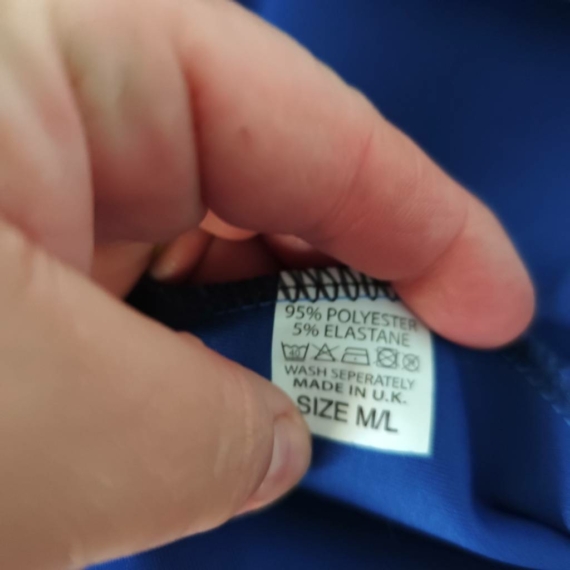 95% POLYESTER
5% ELASTANE
WASH SEPERATELY
MADE IN U.K.
SIZE M/L